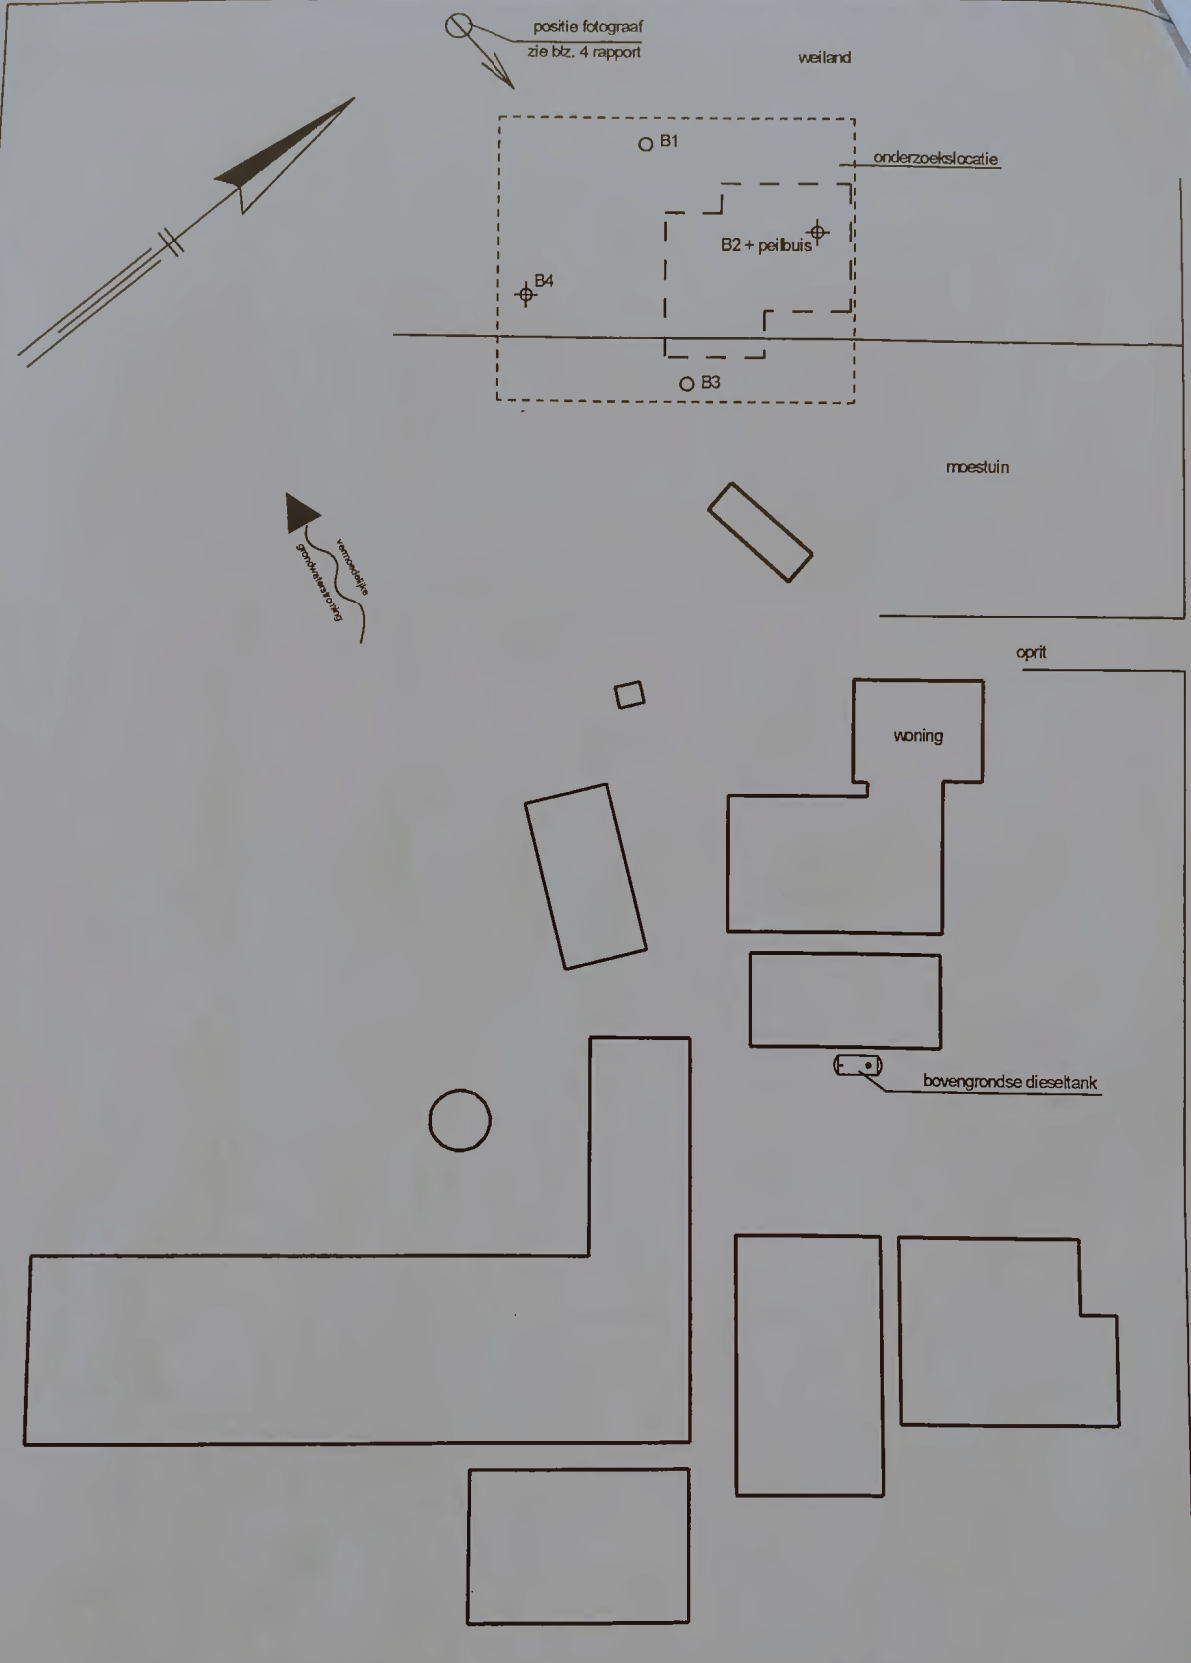 positie fotograaf
zie blz. 4 rapport
weiland
B1
onderzoekslocatie
B2 + peilbuis
B4
B3
moestuin
vermoedelijke
grondwaterstroming
oprit
woning
bovengrondse dieseltank